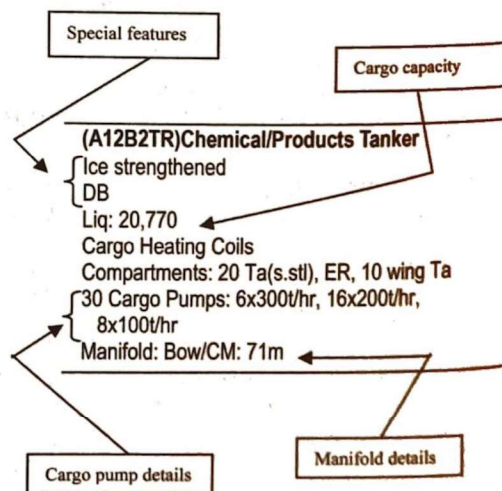 Special features
Cargo capacity
(A12B2TR)Chemical/Products Tanker
Ice strengthened
DB
Liq: 20,770
Cargo Heating Coils
Compartments: 20 Ta(s.stl), ER, 10 wing Ta
30 Cargo Pumps: 6x300t/hr, 16x200t/hr,
8x100t/hr
Manifold: Bow/CM: 71m
Cargo pump details
Manifold details